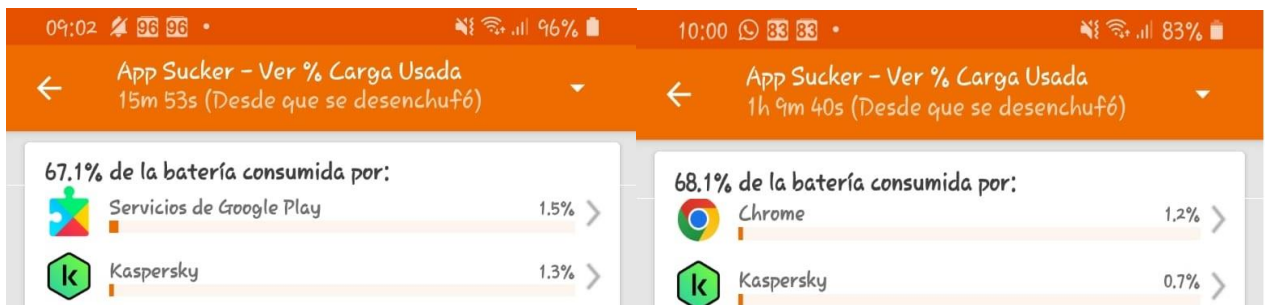 09:02 96 96 • 96%
App Sucker - Ver % Carga Usada
15m 53s (Desde que se desenchufó)
67.1% de la batería consumida por:
Servicios de Google Play 1.5%
k Kaspersky 1.3%
10:00 83 83 • 83%
App Sucker - Ver % Carga Usada
1h 9m 40s (Desde que se desenchufó)
68.1% de la batería consumida por:
Chrome 1.2%
k Kaspersky 0.7%